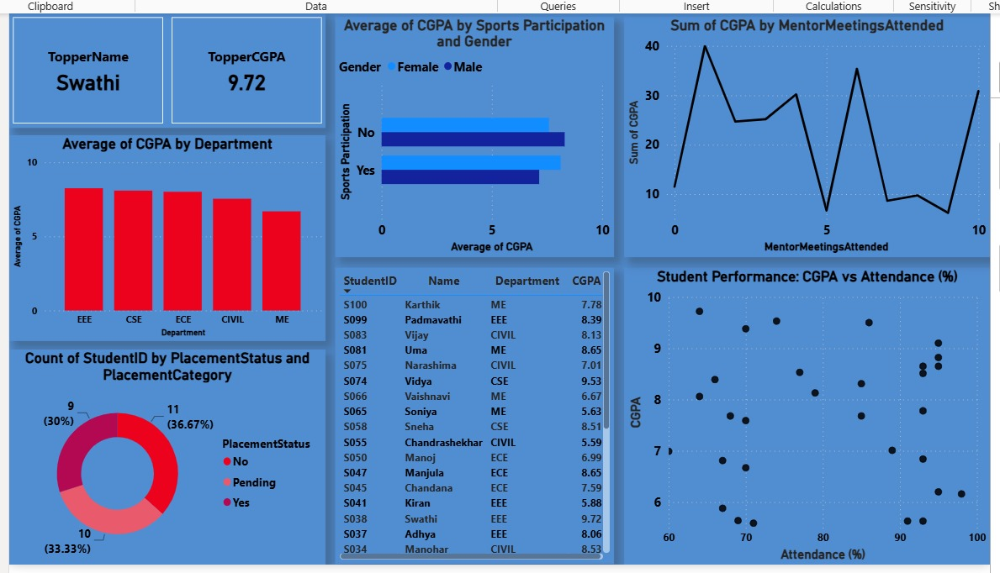 Clipboard
Data
Queries
Insert
Calculations
Sensitivity
Sh
TopperName
Swathi
TopperCGPA
9.72
Average of CGPA by Department
Average of CGPA
10
5
0
EEE
CSE
ECE
CIVIL
ME
Department
Count of StudentID by PlacementStatus and
PlacementCategory
9
(30%)
11
(36.67%)
10
(33.33%)
PlacementStatus
No
Pending
Yes
Average of CGPA by Sports Participation
and Gender
Gender Female Male
Sports Participation
No
Yes
0
5
10
Average of CGPA
StudentID Name Department CGPA
S100 Karthik ME 7.78
S099 Padmavathi EEE 8.39
S083 Vijay CIVIL 8.13
S081 Uma ME 8.65
S075 Narashima CIVIL 7.01
S074 Vidya CSE 9.53
S066 Vaishnavi ME 6.67
S065 Soniya ME 5.63
S058 Sneha CSE 8.51
S055 Chandrashekhar CIVIL 5.59
S050 Manoj ECE 6.99
S047 Manjula ECE 8.65
S045 Chandana ECE 7.59
S041 Kiran EEE 5.88
S038 Swathi EEE 9.72
S037 Adhya EEE 8.06
S034 Manohar CIVIL 8.53
Sum of CGPA by MentorMeetingsAttended
Sum of CGPA
40
30
20
10
0
5
10
MentorMeetingsAttended
Student Performance: CGPA vs Attendance (%)
CGPA
10
9
8
7
6
60
70
80
90
100
Attendance (%)